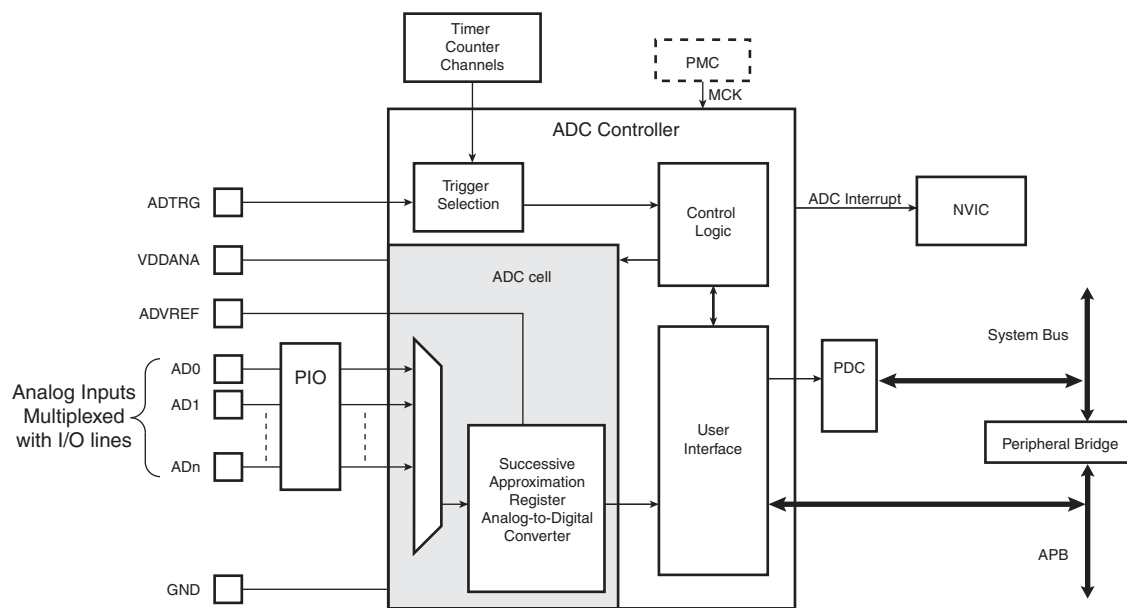 Timer
Counter
Channels
PMC
MCK
ADC Controller
ADTRG
Trigger
Selection
Control
Logic
ADC Interrupt
NVIC
VDDANA
ADC cell
ADVREF
System Bus
Analog Inputs
Multiplexed
with I/O lines
AD0
AD1
ADn
PIO
PDC
User
Interface
Peripheral Bridge
Successive
Approximation
Register
Analog-to-Digital
Converter
APB
GND